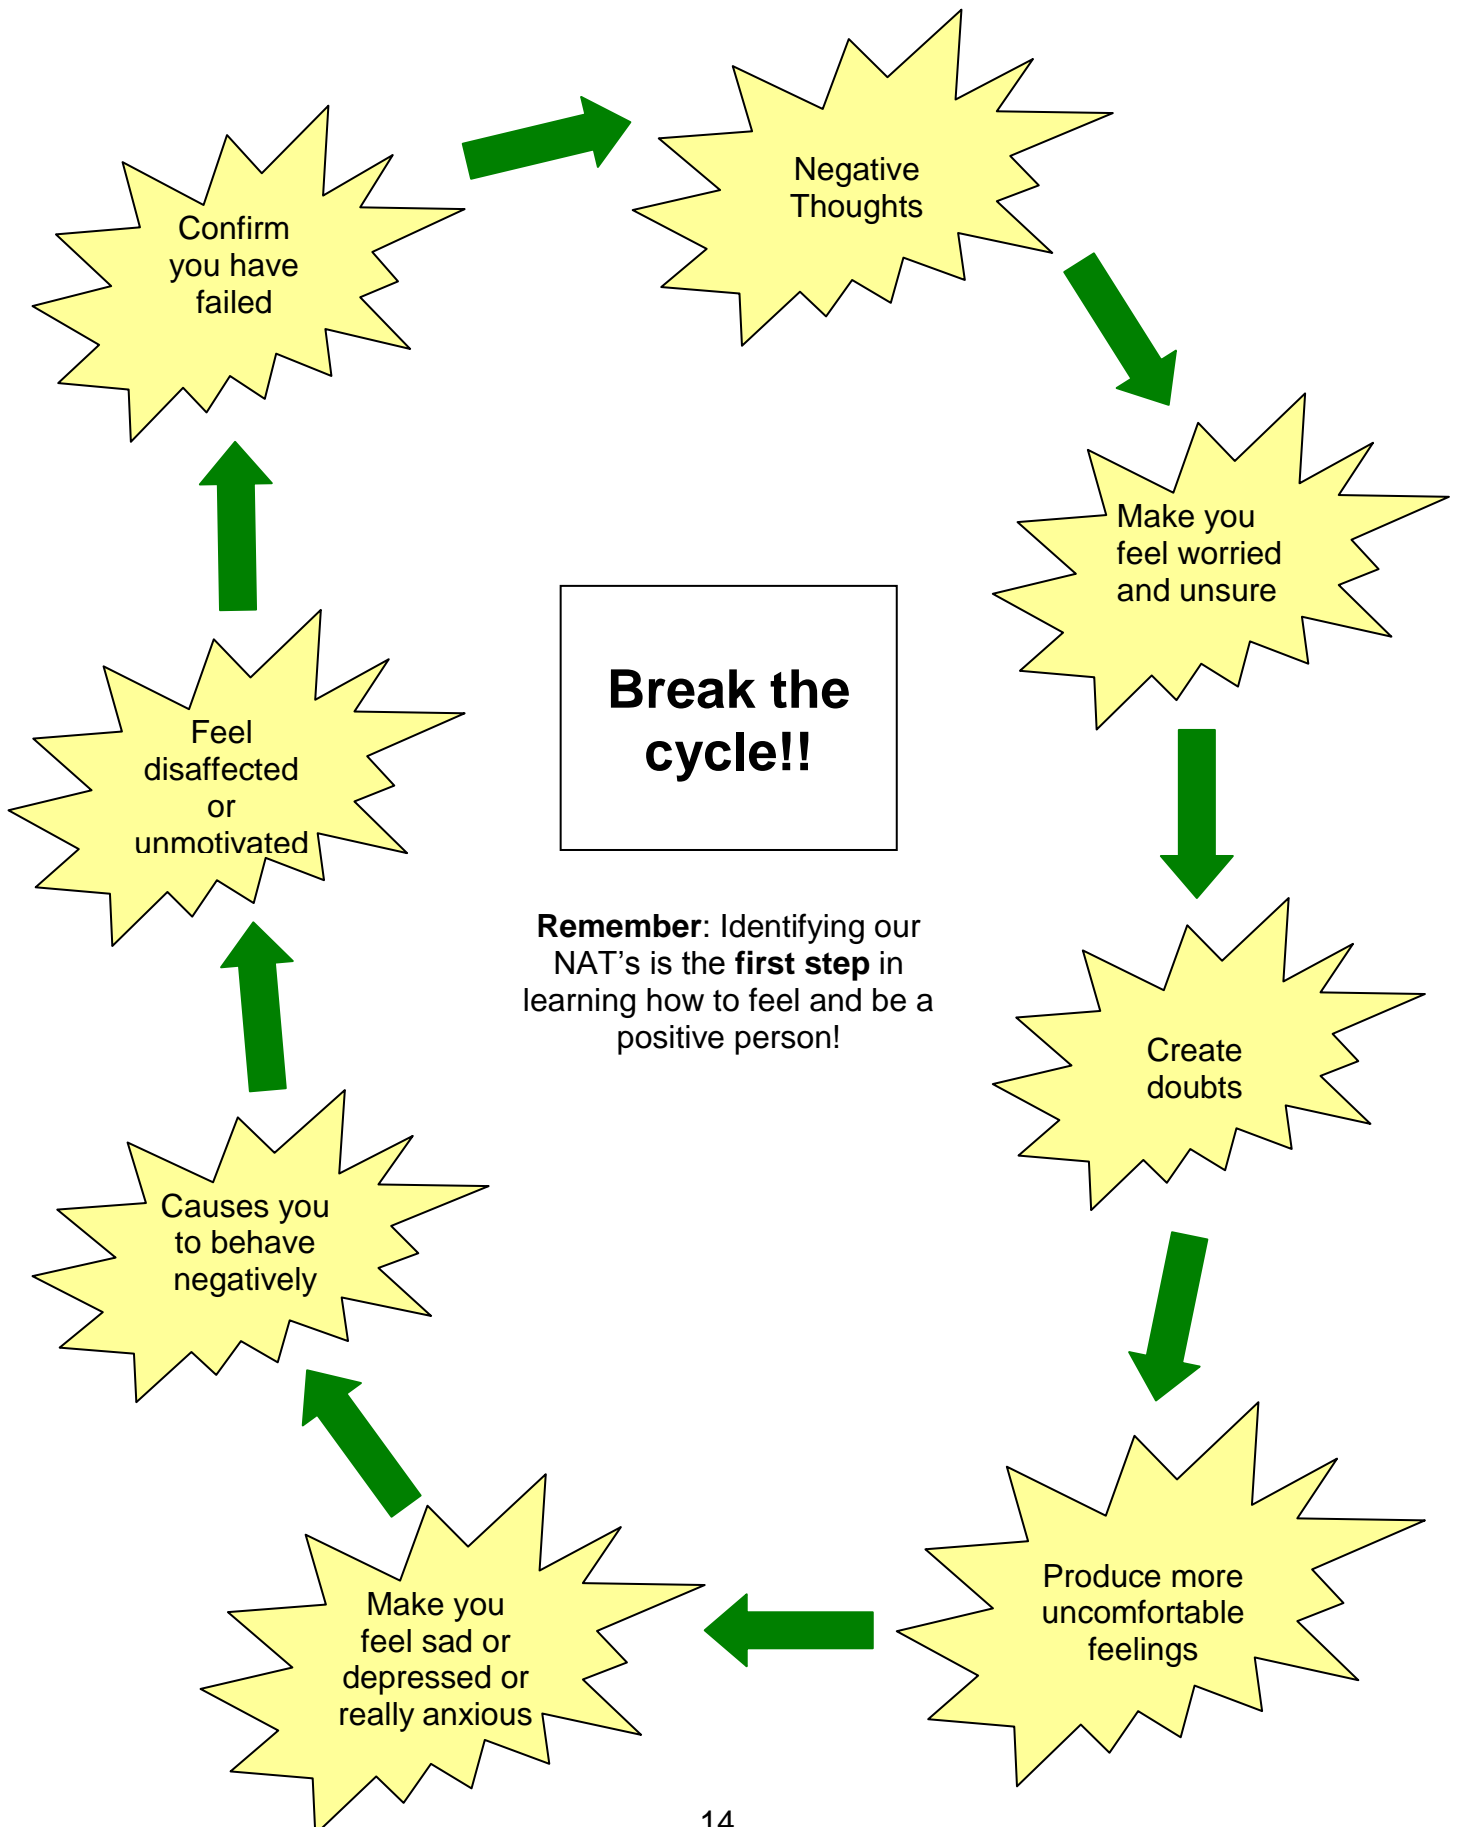 Negative
Thoughts
Make you
feel worried
and unsure
Create
doubts
Produce more
uncomfortable
feelings
Make you
feel sad or
depressed or
really anxious
Causes you
to behave
negatively
Feel
disaffected
or
unmotivated
Confirm
you have
failed
Break the
cycle!!
Remember: Identifying our
NAT’s is the first step in
learning how to feel and be a
positive person!
14